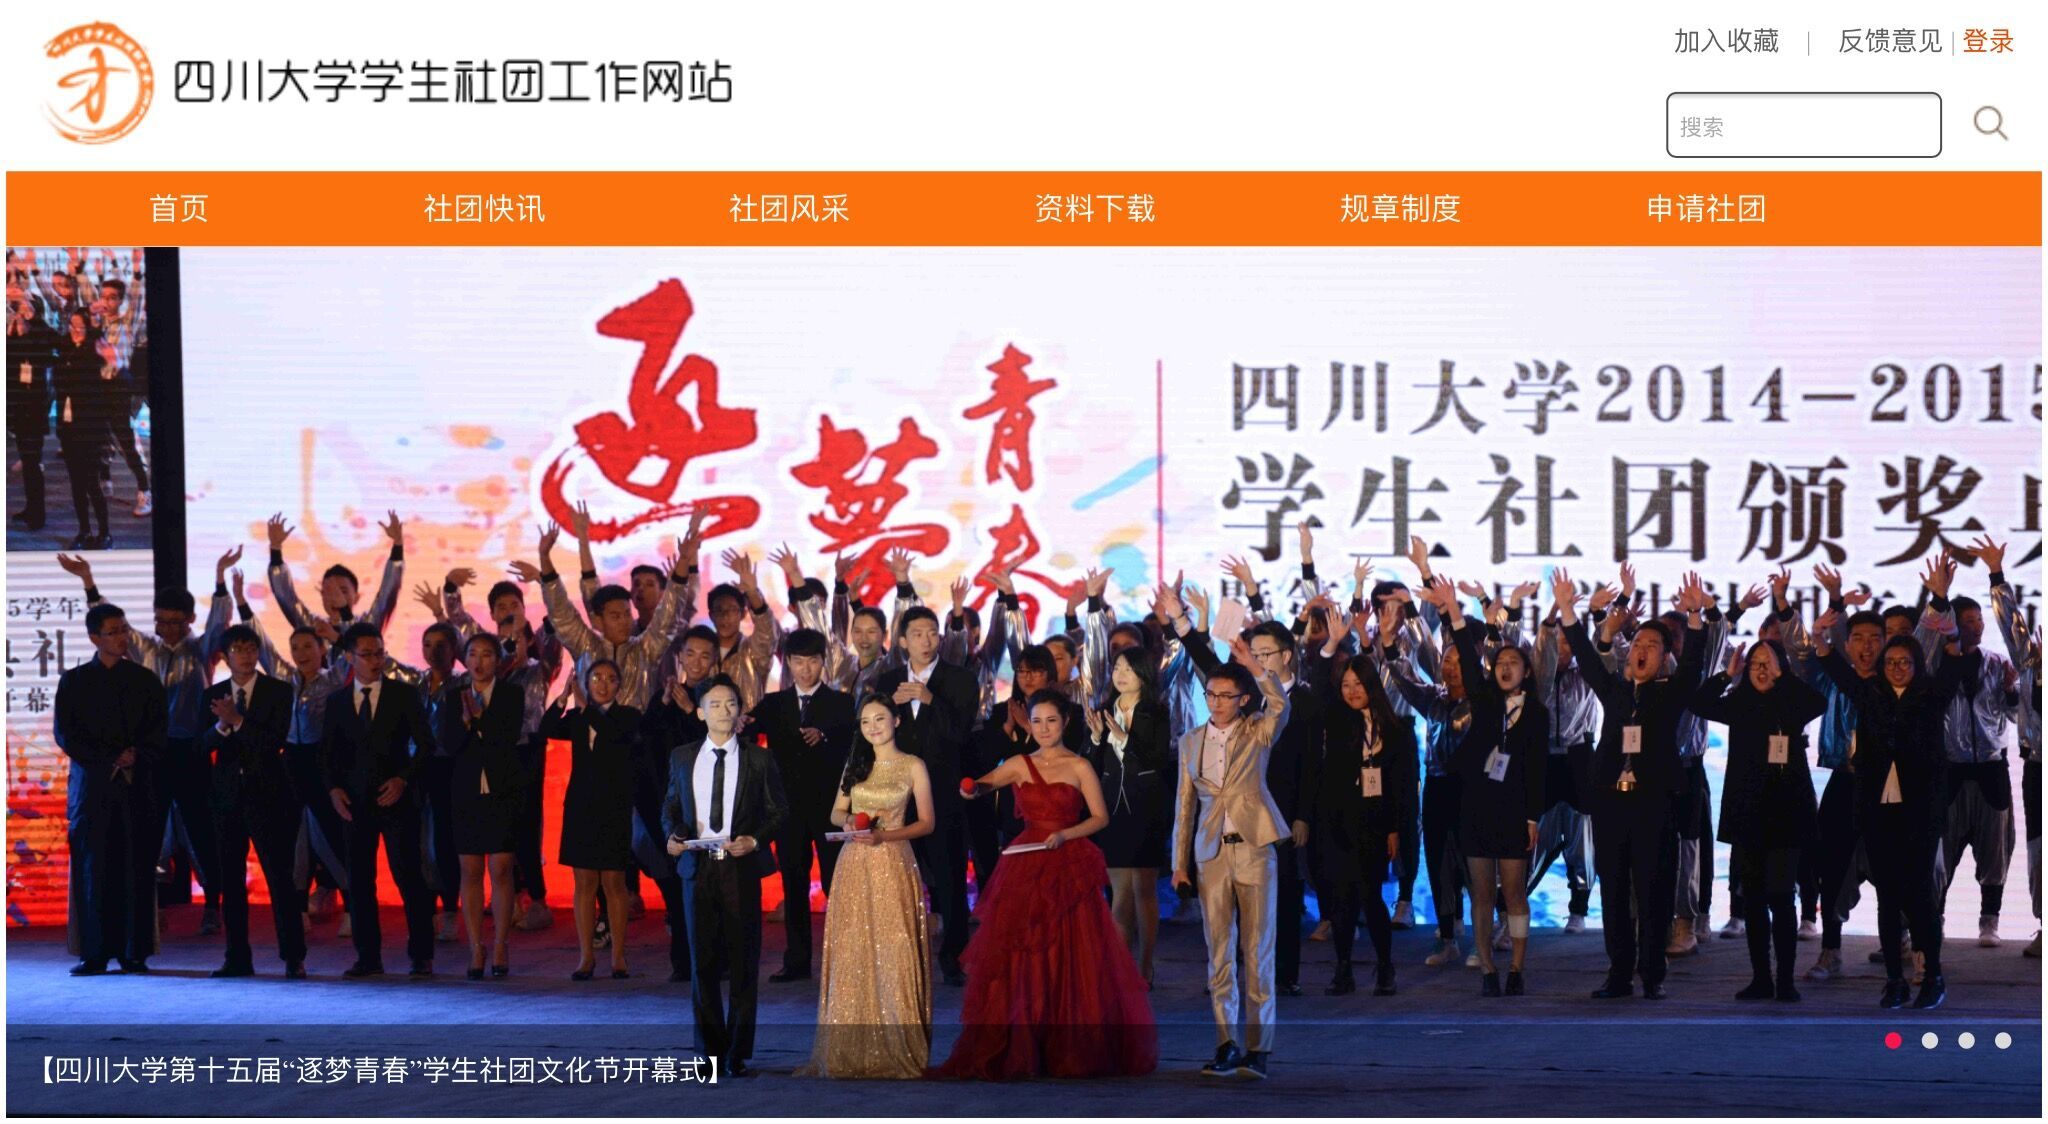 四川大学学生社团工作网站
加入收藏 | 反馈意见 | 登录
搜索
首页 社团快讯 社团风采 资料下载 规章制度 申请社团
逐梦青春
四川大学2014-2015
学生社团颁奖典
5学年
礼
幕
【四川大学第十五届“逐梦青春”学生社团文化节开幕式】